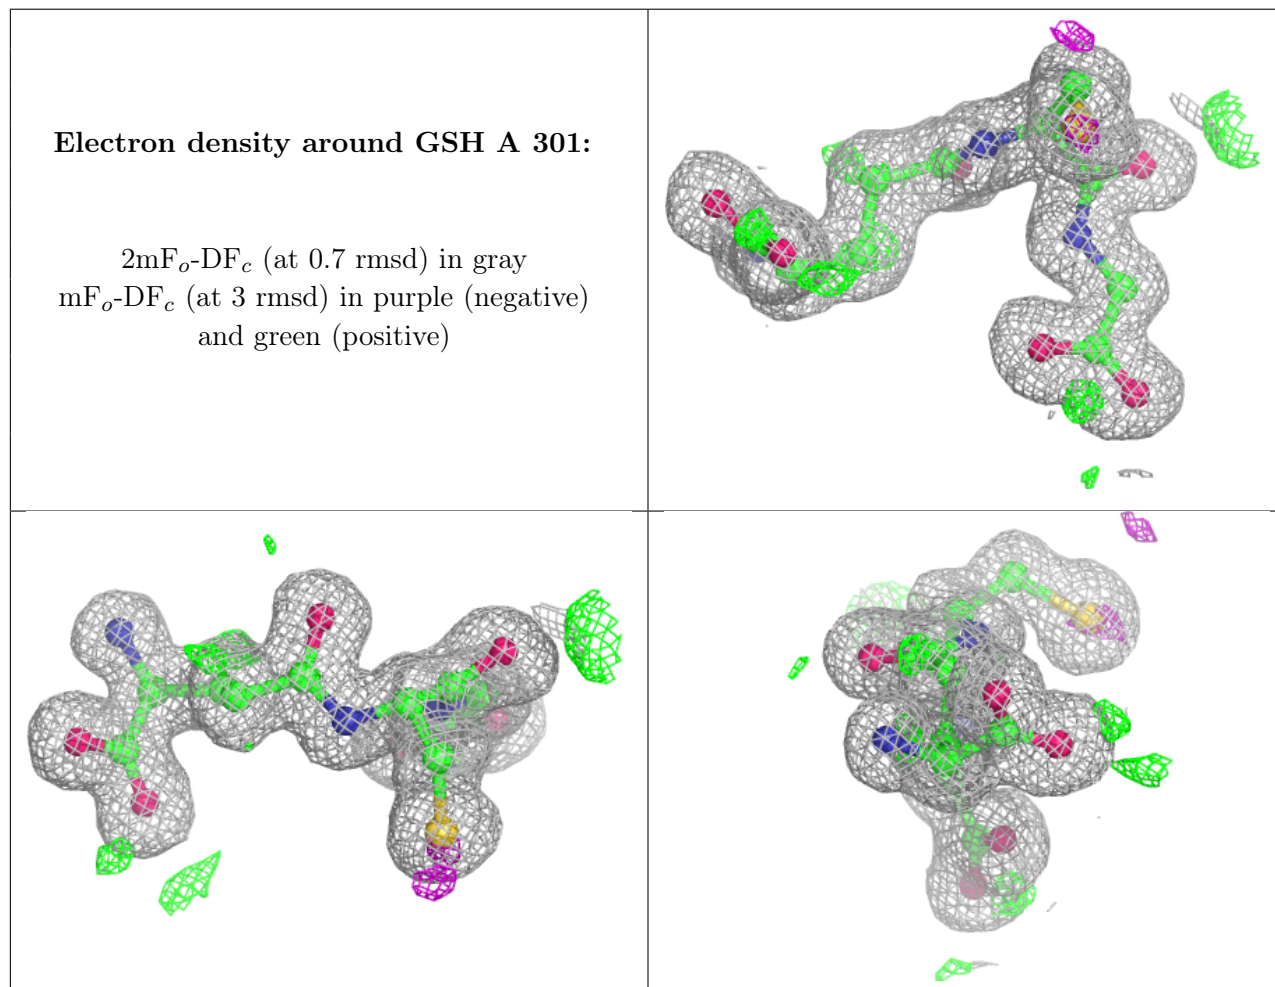 Electron density around GSH A 301:
2mFo-DFc (at 0.7 rmsd) in gray
mFo-DFc (at 3 rmsd) in purple (negative)
and green (positive)